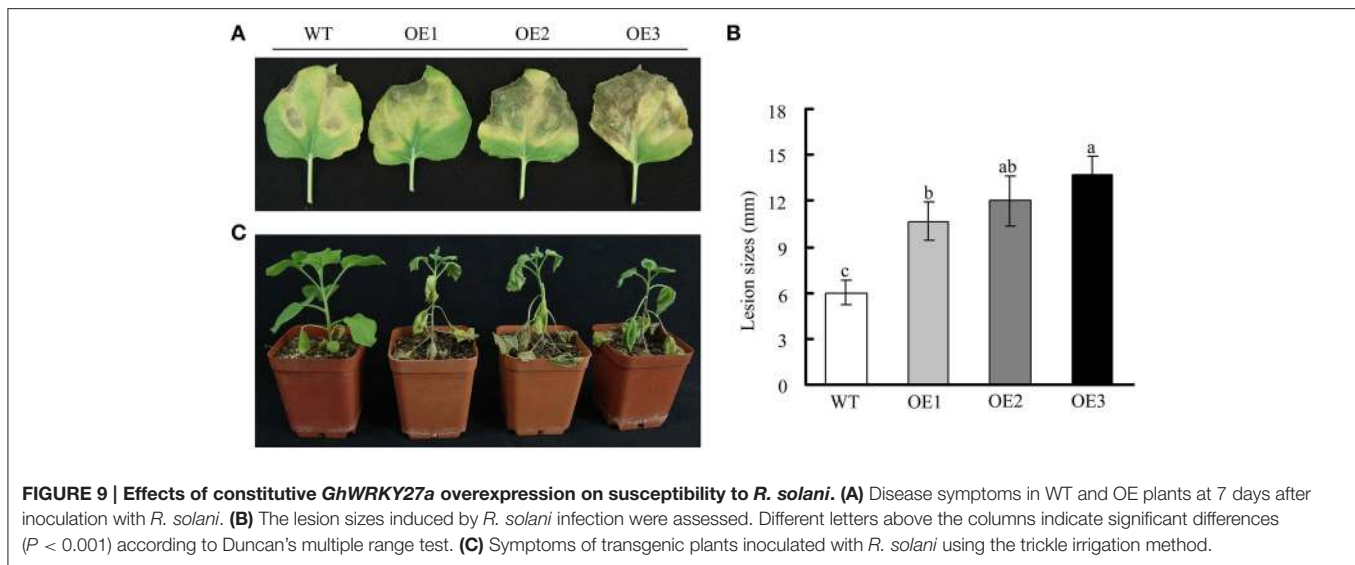 A
WT OE1 OE2 OE3
B
18
15
12
9
6
3
0
Lesion sizes (mm)
c
b
ab
a
WT OE1 OE2 OE3
C
FIGURE 9 | Effects of constitutive GhWRKY27a overexpression on susceptibility to R. solani. (A) Disease symptoms in WT and OE plants at 7 days after
inoculation with R. solani. (B) The lesion sizes induced by R. solani infection were assessed. Different letters above the columns indicate significant differences
(P < 0.001) according to Duncan's multiple range test. (C) Symptoms of transgenic plants inoculated with R. solani using the trickle irrigation method.